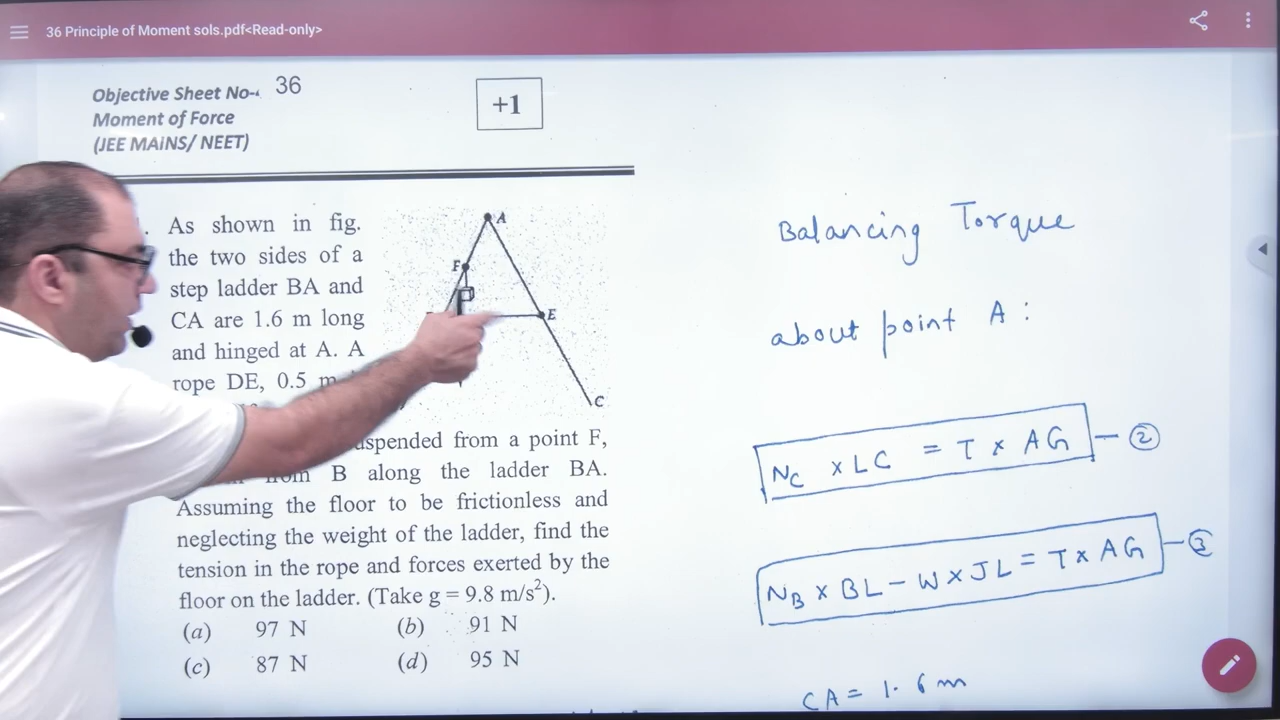 36 Principle of Moment sols.pdf<Read-only>
Objective Sheet No- 36
Moment of Force
(JEE MAiNS/ NEET)
+1
As shown in fig.
the two sides of a
step ladder BA and
CA are 1.6 m long
and hinged at A. A
rope DE, 0.5 m
suspended from a point F,
from B along the ladder BA.
Assuming the floor to be frictionless and
neglecting the weight of the ladder, find the
tension in the rope and forces exerted by the
floor on the ladder. (Take g = 9.8 m/s²).
(a) 97 N (b) 91 N
(c) 87 N (d) 95 N
A
F
E
C
Balancing Torque
about point A :
N_C × LC = T × AG — ②
N_B × BL – W × JL = T × AG — ③
CA = 1.6 m